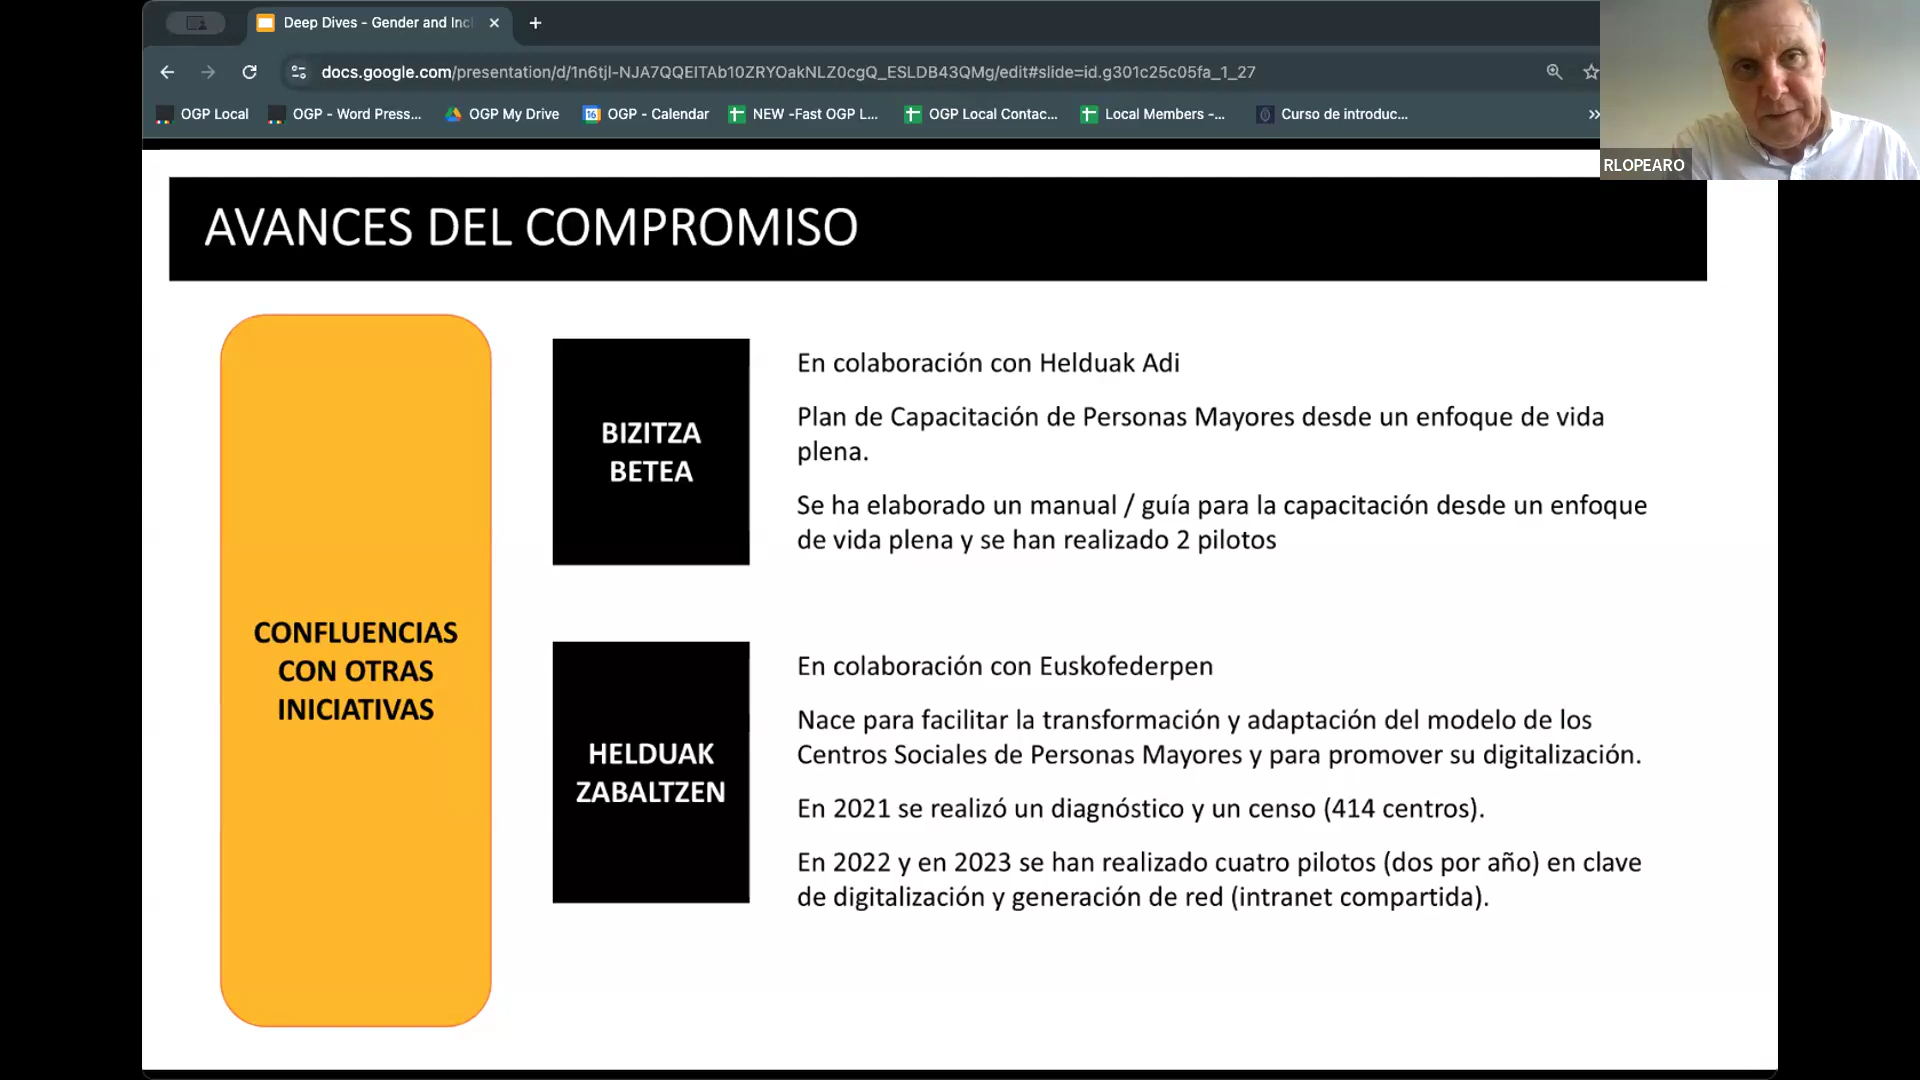 Deep Dives - Gender and Inc
docs.google.com/presentation/d/1n6tjl-NJA7QQEITAb10ZRYOakNLZ0cgQ_ESLDB43QMg/edit#slide=id.g301c25c05fa_1_27
OGP Local
OGP - Word Press...
OGP My Drive
16
OGP - Calendar
NEW -Fast OGP L...
OGP Local Contac...
Local Members -...
Curso de introduc...
RLOPEARO
AVANCES DEL COMPROMISO
CONFLUENCIAS
CON OTRAS
INICIATIVAS
BIZITZA
BETEA
En colaboración con Helduak Adi
Plan de Capacitación de Personas Mayores desde un enfoque de vida
plena.
Se ha elaborado un manual / guía para la capacitación desde un enfoque
de vida plena y se han realizado 2 pilotos
HELDUAK
ZABALTZEN
En colaboración con Euskofederpen
Nace para facilitar la transformación y adaptación del modelo de los
Centros Sociales de Personas Mayores y para promover su digitalización.
En 2021 se realizó un diagnóstico y un censo (414 centros).
En 2022 y en 2023 se han realizado cuatro pilotos (dos por año) en clave
de digitalización y generación de red (intranet compartida).